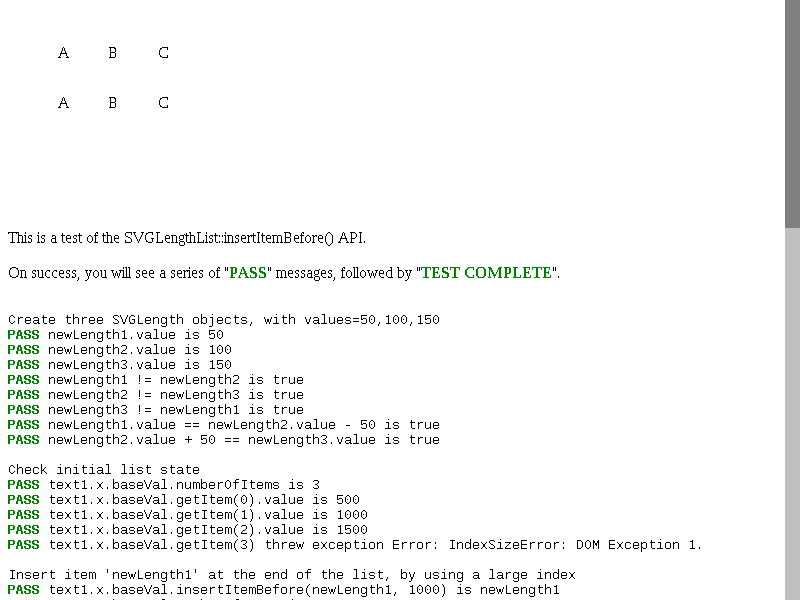 A B C
A B C
This is a test of the SVGLengthList::insertItemBefore() API.
On success, you will see a series of "PASS" messages, followed by "TEST COMPLETE".
Create three SVGLength objects, with values=50,100,150
PASS newLength1.value is 50
PASS newLength2.value is 100
PASS newLength3.value is 150
PASS newLength1 != newLength2 is true
PASS newLength2 != newLength3 is true
PASS newLength3 != newLength1 is true
PASS newLength1.value == newLength2.value - 50 is true
PASS newLength2.value + 50 == newLength3.value is true
Check initial list state
PASS text1.x.baseVal.numberOfItems is 3
PASS text1.x.baseVal.getItem(0).value is 500
PASS text1.x.baseVal.getItem(1).value is 1000
PASS text1.x.baseVal.getItem(2).value is 1500
PASS text1.x.baseVal.getItem(3) threw exception Error: IndexSizeError: DOM Exception 1.
Insert item 'newLength1' at the end of the list, by using a large index
PASS text1.x.baseVal.insertItemBefore(newLength1, 1000) is newLength1